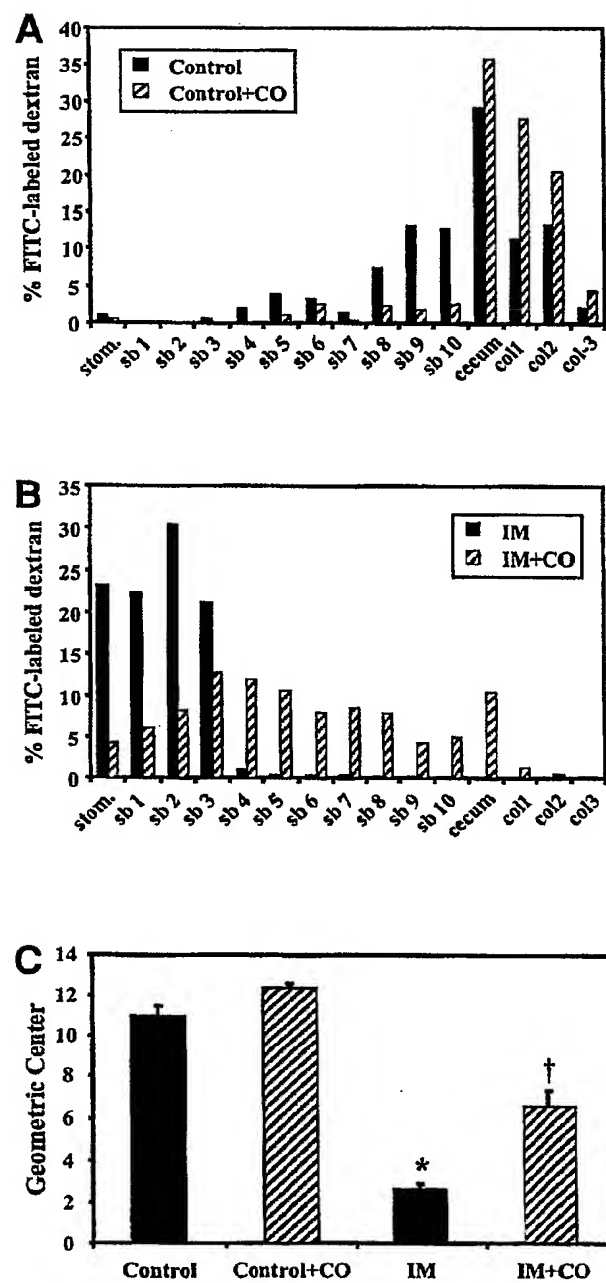 A
% FITC-labeled dextran
40
35
30
25
20
15
10
5
0
Control
Control+CO
stom.
sb 1
sb 2
sb 3
sb 4
sb 5
sb 6
sb 7
sb 8
sb 9
sb 10
cecum
col1
col2
col-3
B
% FITC-labeled dextran
35
30
25
20
15
10
5
0
IM
IM+CO
stom.
sb 1
sb 2
sb 3
sb 4
sb 5
sb 6
sb 7
sb 8
sb 9
sb 10
cecum
col1
col2
col3
C
Geometric Center
14
12
10
8
6
4
2
0
*
†
Control
Control+CO
IM
IM+CO